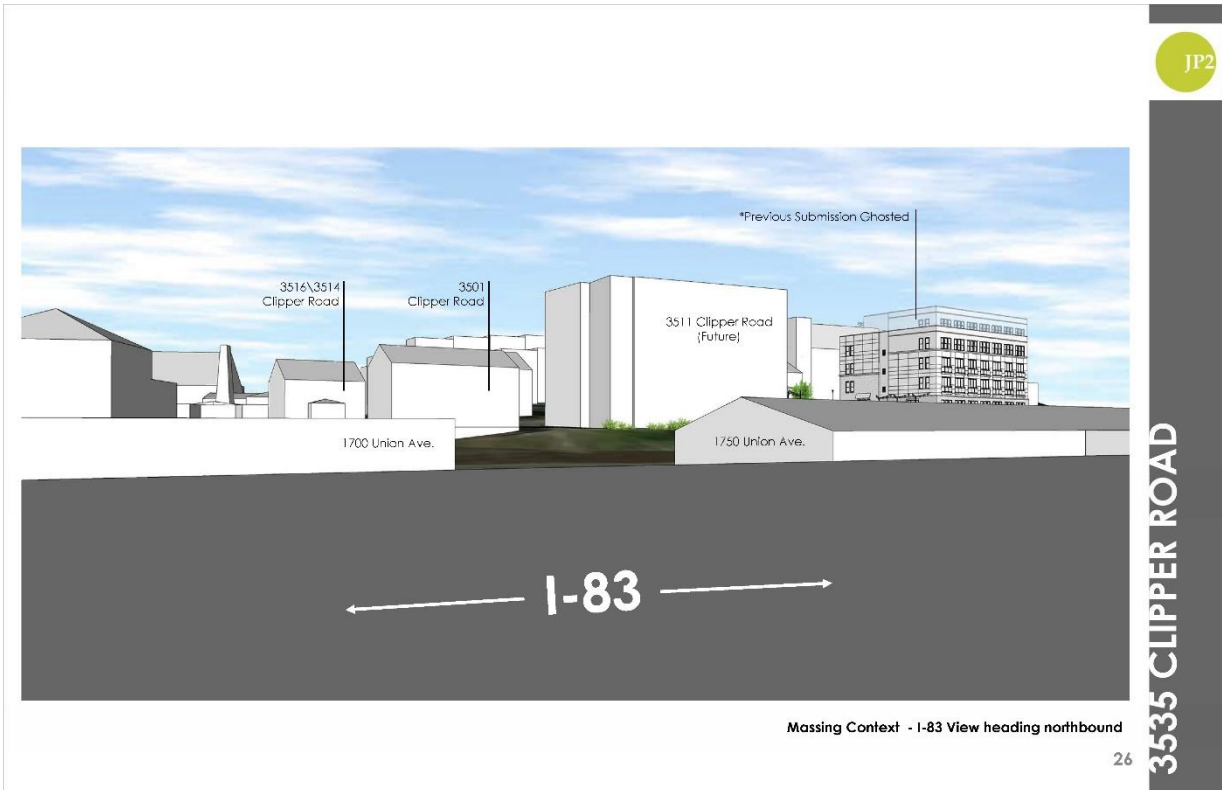 JP2
*Previous Submission Ghosted
3516\3514
Clipper Road
3501
Clipper Road
3511 Clipper Road
(Future)
1700 Union Ave.
1750 Union Ave.
I-83
Massing Context - I-83 View heading northbound
26
3535 CLIPPER ROAD